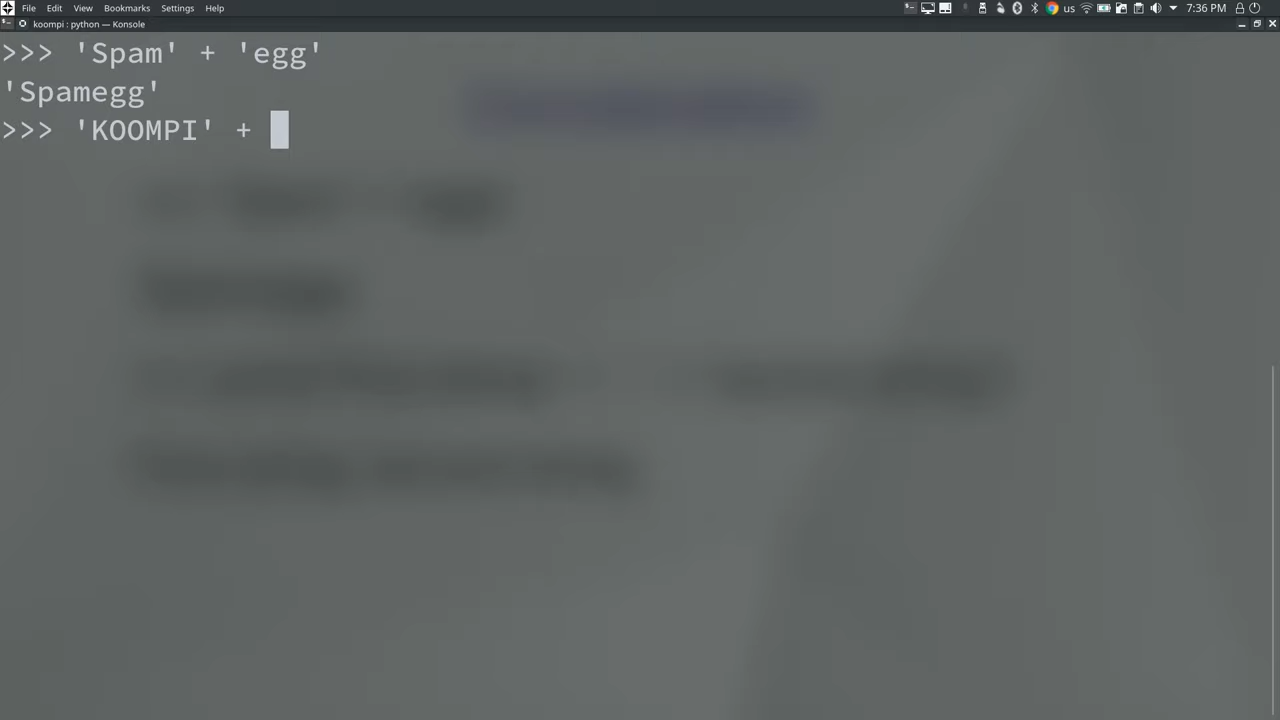 File Edit View Bookmarks Settings Help us 7:36 PM
koompi : python — Konsole
>>> 'Spam' + 'egg'
'Spamegg'
>>> 'KOOMPI' +